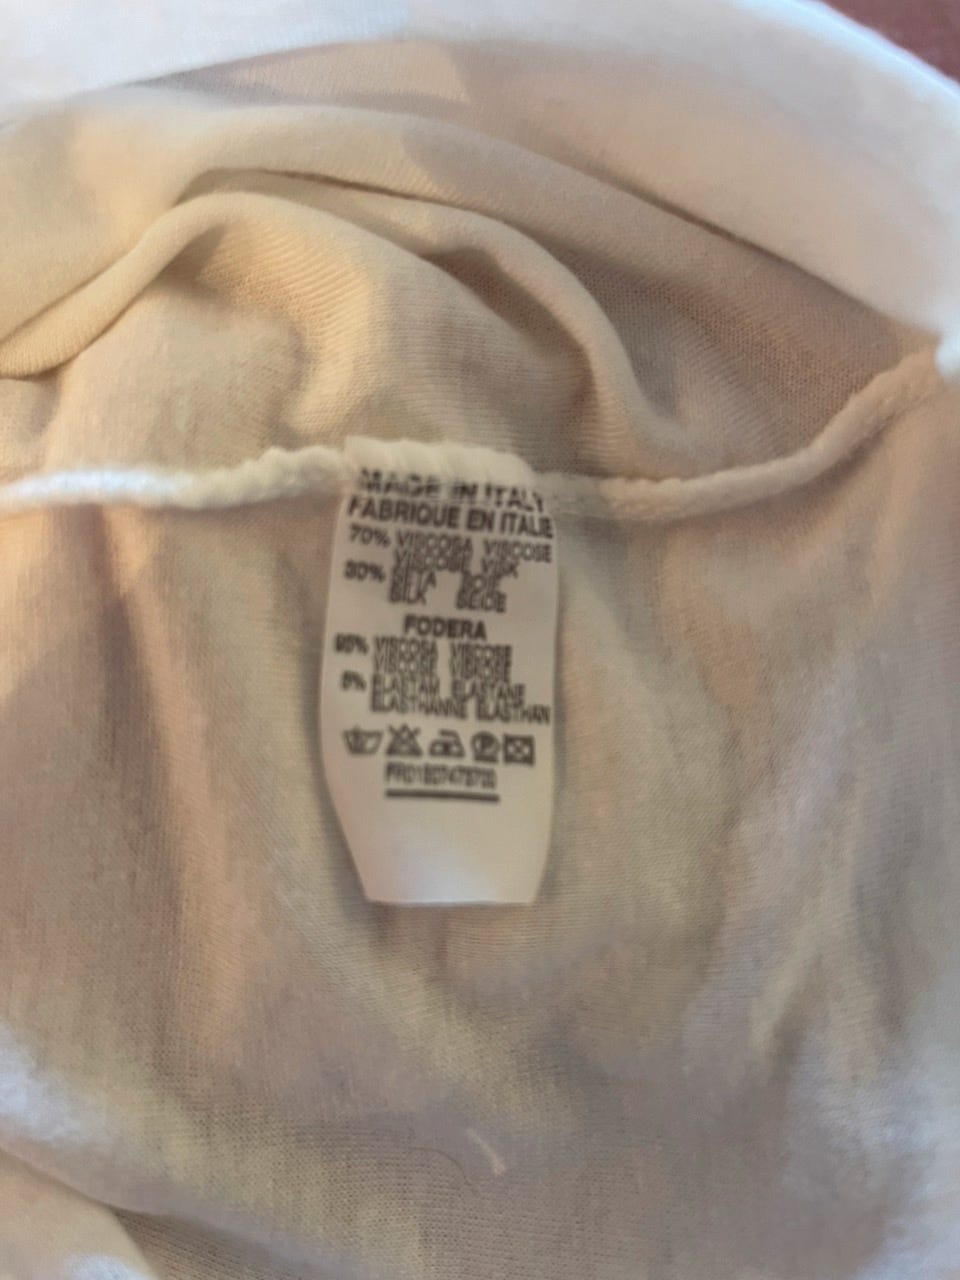 MADE IN ITALY
FABRIQUE EN ITALIE
70% VISCOSA VISCOSE
VISCOSE VISK
30% SETA SOIE
SILK SEIDE
FODERA
95% VISCOSA VISCOSE
VISCOSE VISKOSE
5% ELASTAM ELASTANE
ELASTHANNE ELASTHAN